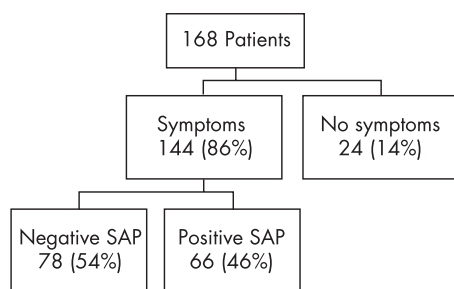 168 Patients
Symptoms
144 (86%)
No symptoms
24 (14%)
Negative SAP
78 (54%)
Positive SAP
66 (46%)